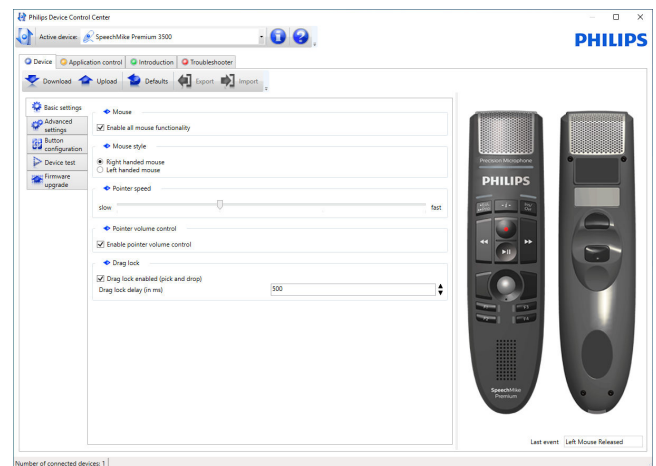 Philips Device Control Center
Active device: SpeechMike Premium 3500
PHILIPS
Device Application control Introduction Troubleshooter
Download Upload Defaults Export Import
Basic settings
Advanced settings
Button configuration
Device test
Firmware upgrade
Mouse
Enable all mouse functionality
Mouse style
Right handed mouse
Left handed mouse
Pointer speed
slow fast
Pointer volume control
Enable pointer volume control
Drag lock
Drag lock enabled (pick and drop)
Drag lock delay (in ms) 500
Precision Microphone
PHILIPS
SpeechMike
Premium
Last event Left Mouse Released
Number of connected devices: 1